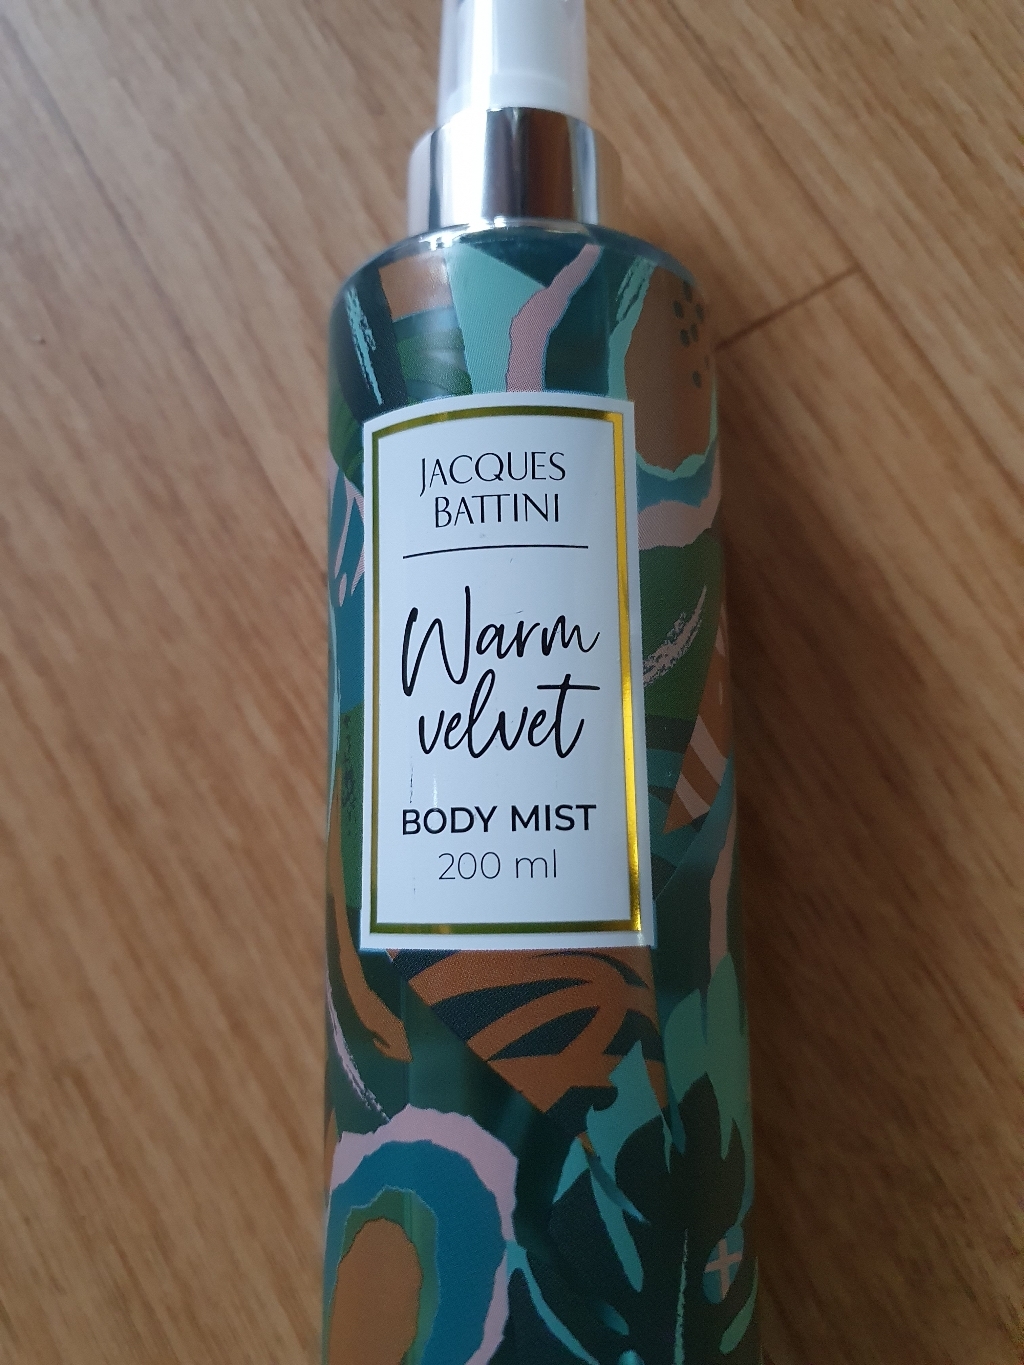 JACQUES
BATTINI
Warm
velvet
BODY MIST
200 ml